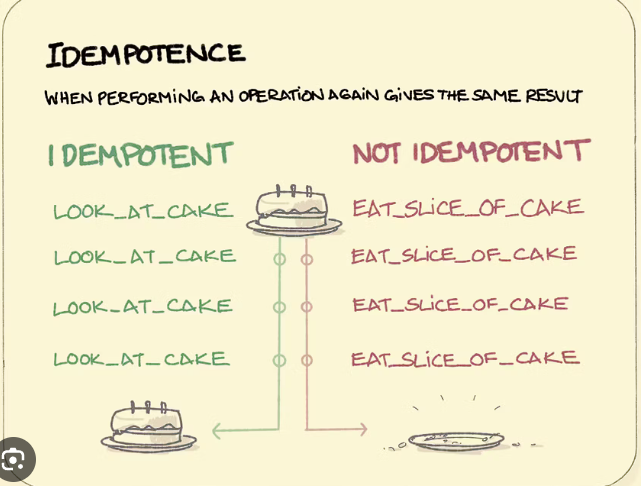 IDEMPOTENCE
WHEN PERFORMING AN OPERATION AGAIN GIVES THE SAME RESULT
IDEMPOTENT
NOT IDEMPOTENT
LOOK_AT_CAKE
EAT_SLICE_OF_CAKE
LOOK_AT_CAKE
EAT_SLICE_OF_CAKE
LOOK_AT_CAKE
EAT_SLICE_OF_CAKE
LOOK_AT_CAKE
EAT_SLICE_OF_CAKE